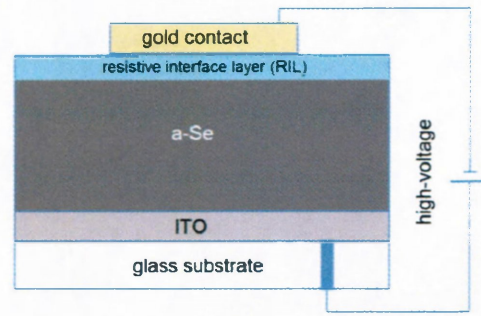 gold contact
resistive interface layer (RIL)
a-Se
high-voltage
ITO
glass substrate